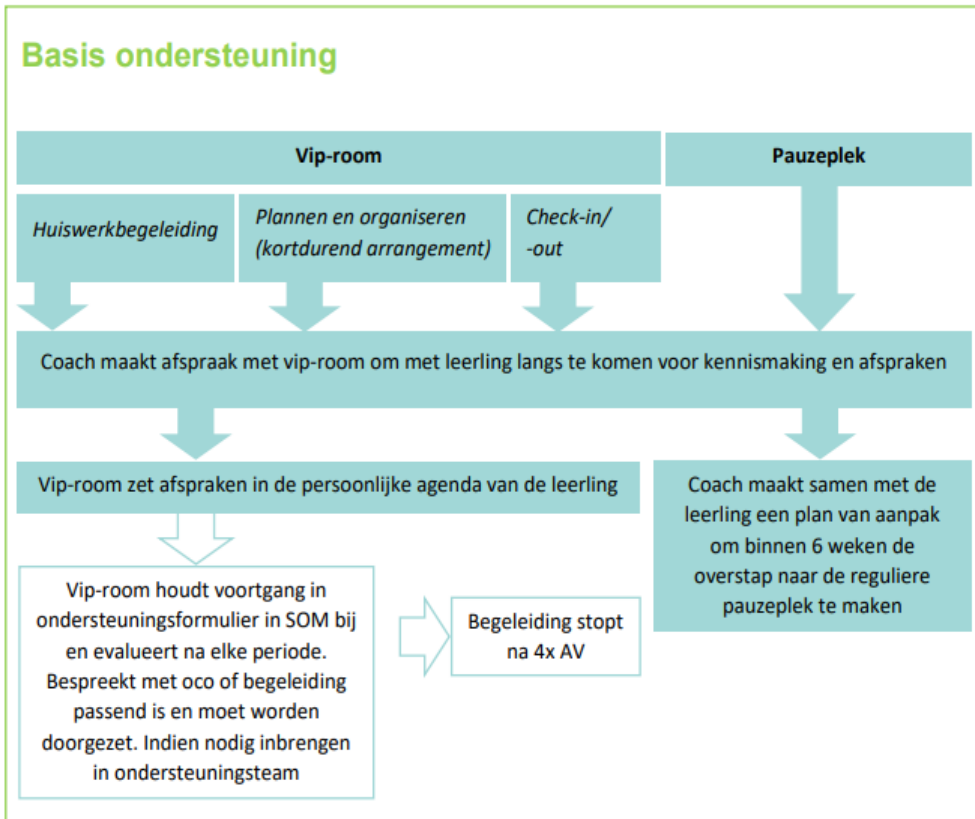 Basis ondersteuning
Vip-room
Pauzeplek
Huiswerkbegeleiding
Plannen en organiseren
(kortdurend arrangement)
Check-in/
-out
Coach maakt afspraak met vip-room om met leerling langs te komen voor kennismaking en afspraken
Vip-room zet afspraken in de persoonlijke agenda van de leerling
Coach maakt samen met de
leerling een plan van aanpak
om binnen 6 weken de
overstap naar de reguliere
pauzeplek te maken
Vip-room houdt voortgang in
ondersteuningsformulier in SOM bij
en evalueert na elke periode.
Bespreekt met oco of begeleiding
passend is en moet worden
doorgezet. Indien nodig inbrengen
in ondersteuningsteam
Begeleiding stopt
na 4x AV